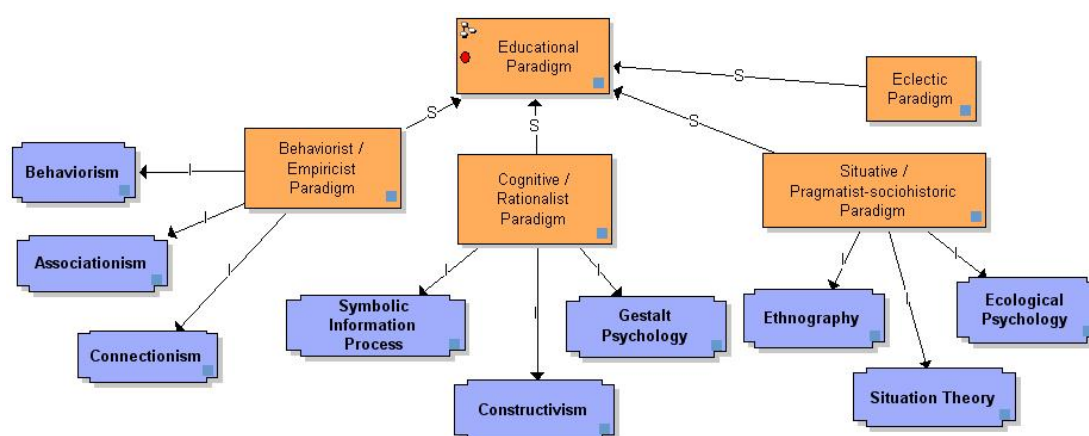 Educational
Paradigm
S
Eclectic
Paradigm
S
S
S
Behaviorist /
Empiricist
Paradigm
Cognitive /
Rationalist
Paradigm
Situative /
Pragmatist-sociohistoric
Paradigm
I
Behaviorism
I
Associationism
I
Connectionism
I
Symbolic
Information
Process
I
Constructivism
I
Gestalt
Psychology
I
Ethnography
I
Situation Theory
I
Ecological
Psychology